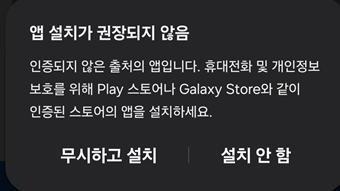 앱 설치가 권장되지 않음
인증되지 않은 출처의 앱입니다. 휴대전화 및 개인정보
보호를 위해 Play 스토어나 Galaxy Store와 같이
인증된 스토어의 앱을 설치하세요.
무시하고 설치 설치 안 함